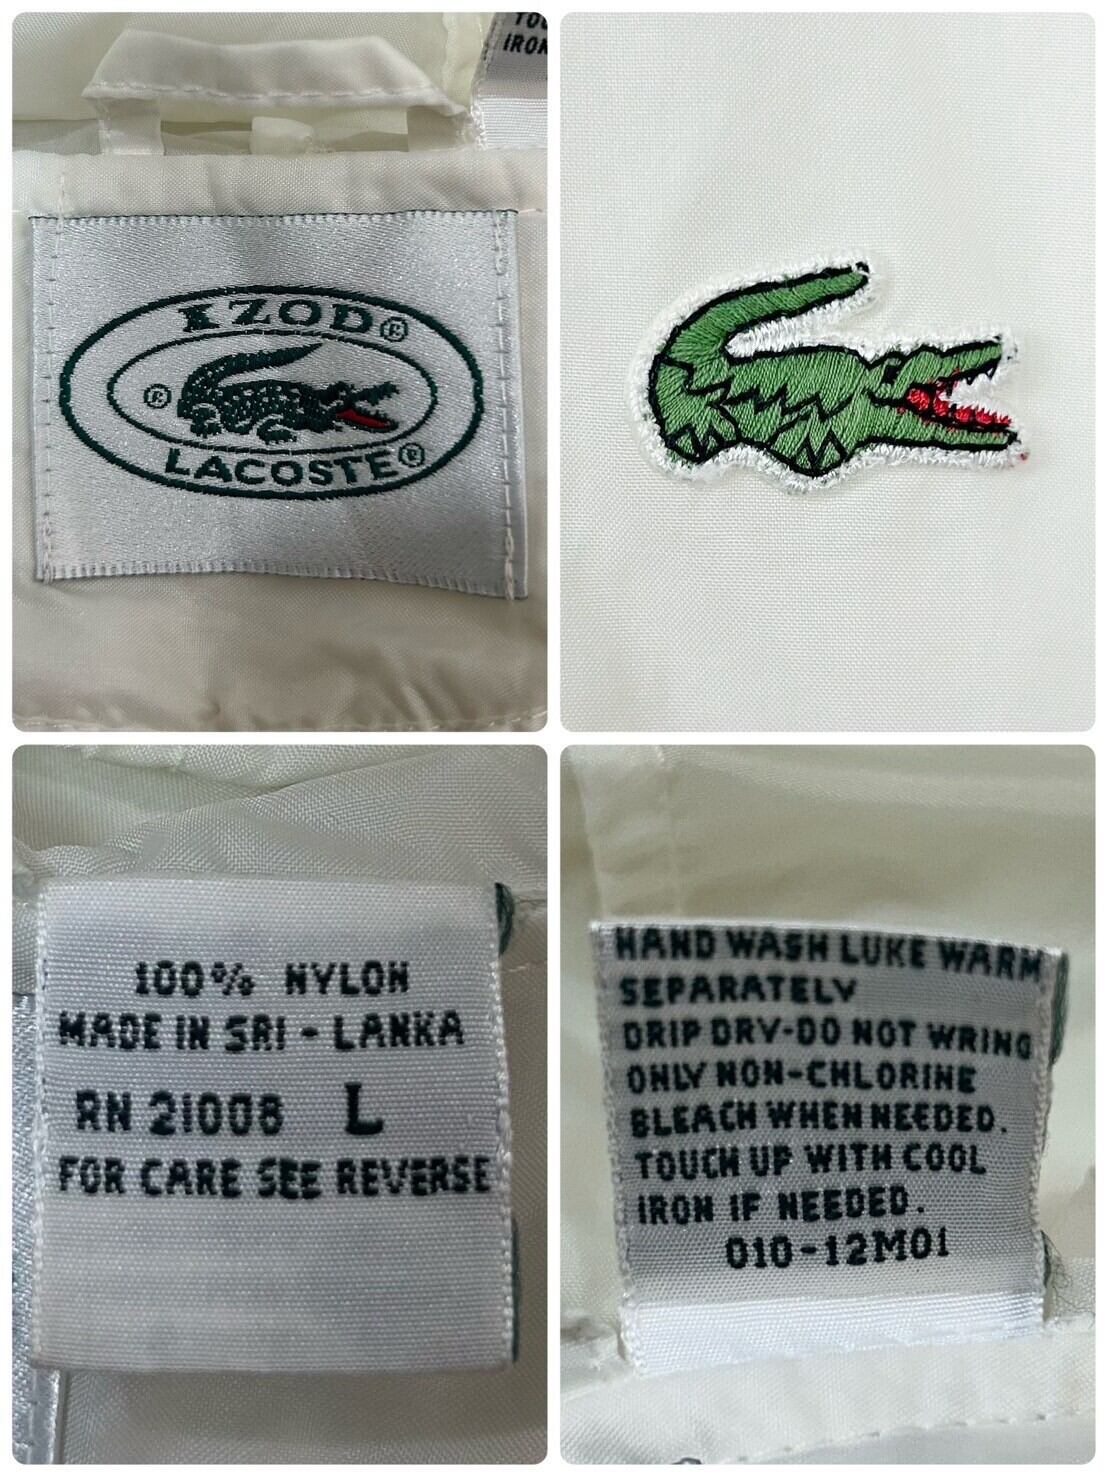 IRON
IZOD®
®
LACOSTE®
100% NYLON
MADE IN SRI - LANKA
RN 21008 L
FOR CARE SEE REVERSE
HAND WASH LUKE WARM
SEPARATELY
DRIP DRY-DO NOT WRING
ONLY NON-CHLORINE
BLEACH WHEN NEEDED.
TOUCH UP WITH COOL
IRON IF NEEDED.
010-12M01